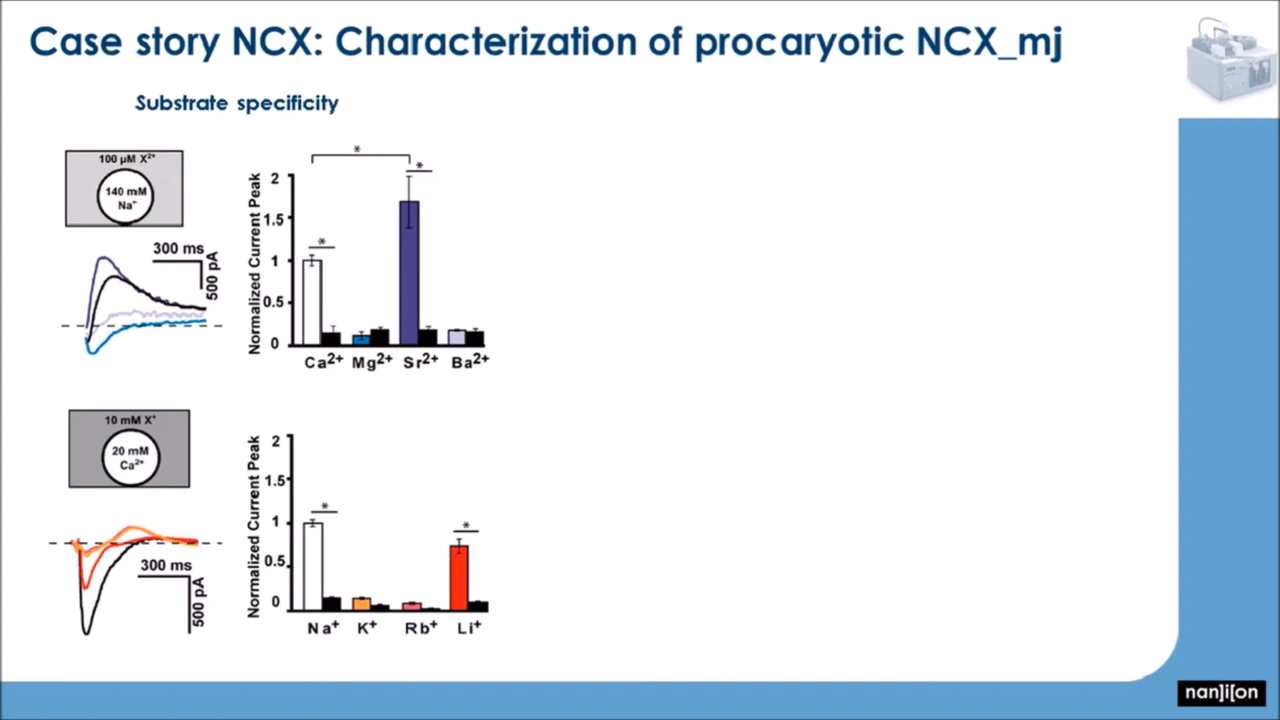 Case story NCX: Characterization of procaryotic NCX_mj
Substrate specificity
100 µM X²⁺
140 mM
Na⁺
300 ms
500 pA
Normalized Current Peak
2
1.5
1
0.5
0
*
*
*
Ca²⁺ Mg²⁺ Sr²⁺ Ba²⁺
10 mM X⁺
20 mM
Ca²⁺
300 ms
500 pA
Normalized Current Peak
2
1.5
1
0.5
0
*
*
Na⁺ K⁺ Rb⁺ Li⁺
nan]i[on